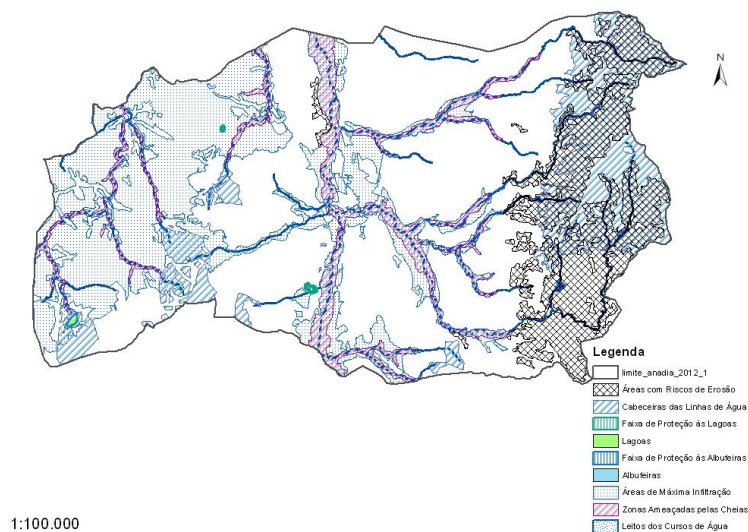 N
Legenda
limite_anadia_2012_1
Áreas com Riscos de Erosão
Cabeceiras das Linhas de Água
Faixa de Proteção ás Lagoas
Lagoas
Faixa de Proteção às Albufeiras
Albufeiras
Áreas de Máxima Infiltração
Zonas Ameaçadas pelas Cheias
Leitos dos Cursos de Água
1:100.000